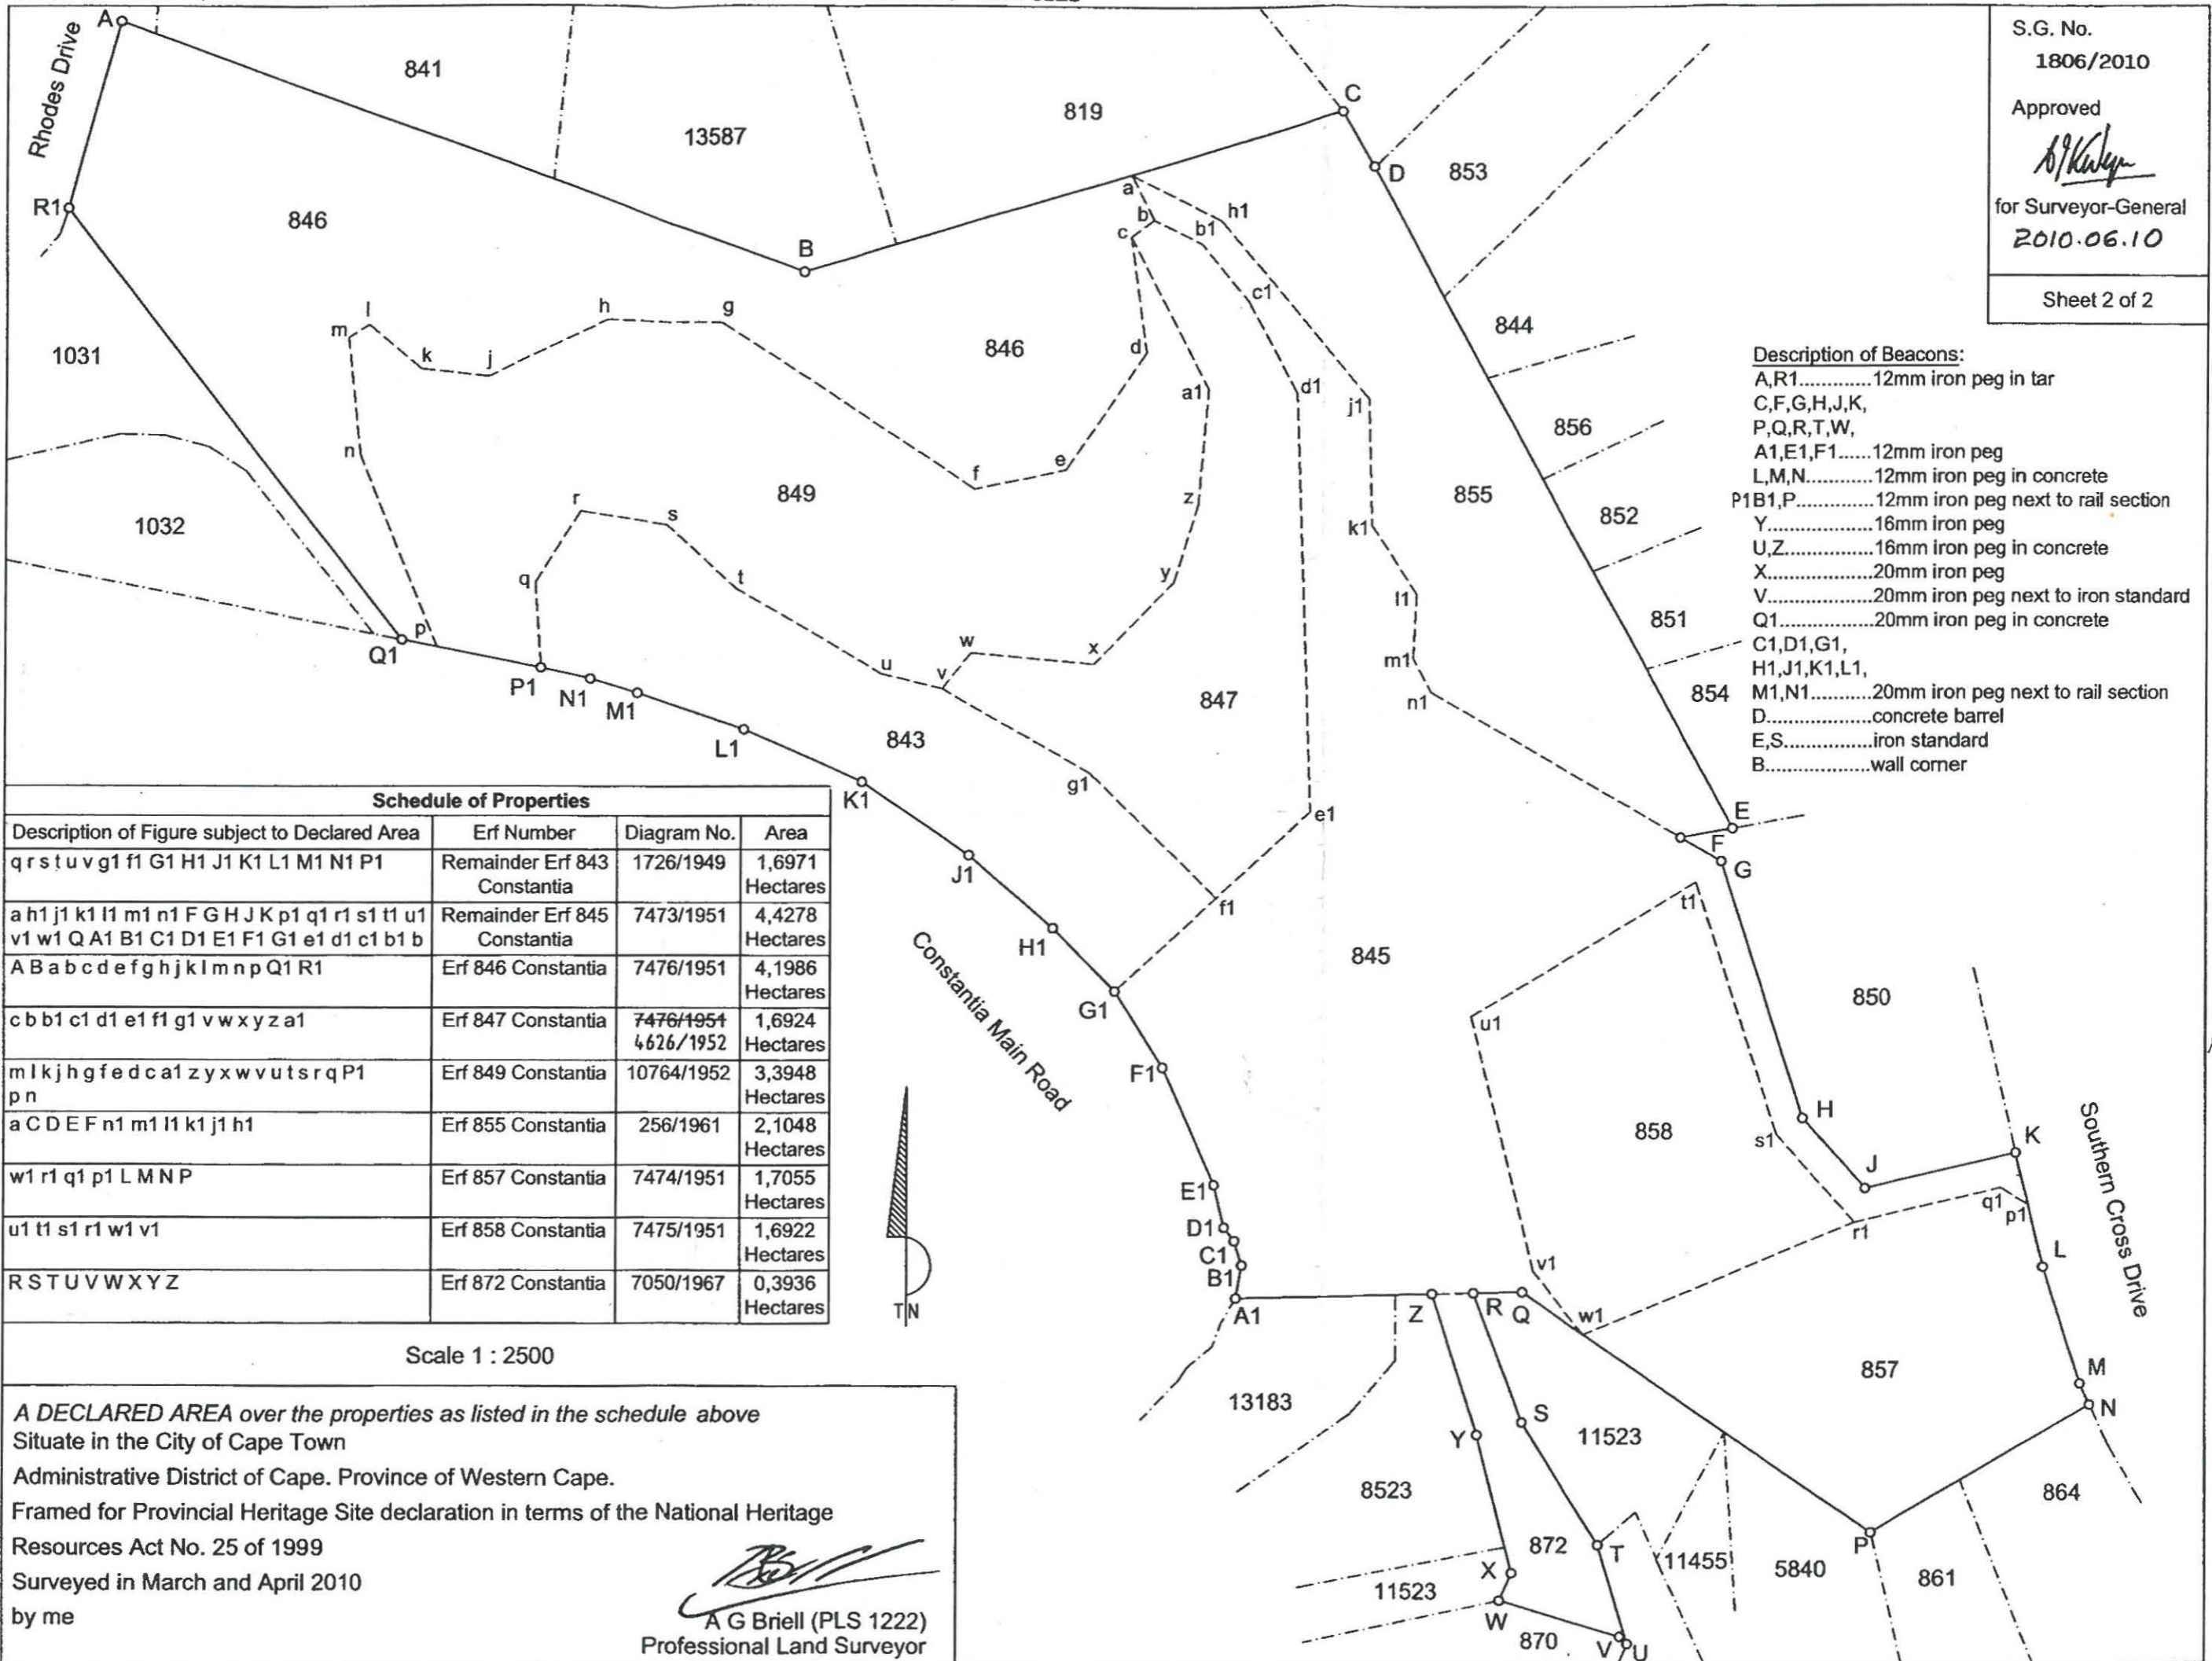 S.G. No.
1806/2010
Approved
for Surveyor-General
2010.06.10
Sheet 2 of 2
Rhodes Drive
A
841
13587
819
C
D
853
R1
846
B
a
b
c
b1
h1
c1
1031
m
l
k
j
h
g
846
d
a1
d1
j1
844
856
n
849
f
e
z
k1
855
852
1032
r
s
q
t
y
l1
851
Q1
p
P1
N1
M1
u
v
w
x
847
m1
n1
854
L1
843
g1
K1
e1
E
F
G
J1
f1
t1
H1
845
u1
850
G1
Constantia Main Road
F1
858
H
s1
J
K
Southern Cross Drive
E1
D1
C1
B1
A1
q1
p1
r1
L
v1
Z
R
Q
w1
857
M
N
13183
S
Y
11523
8523
864
872
T
11455
5840
P
861
X
11523
W
870
V
U
Description of Beacons:
A,R1.............12mm iron peg in tar
C,F,G,H,J,K,
P,Q,R,T,W,
A1,E1,F1......12mm iron peg
L,M,N............12mm iron peg in concrete
P1B1,P.............12mm iron peg next to rail section
Y...................16mm iron peg
U,Z................16mm iron peg in concrete
X...................20mm iron peg
V...................20mm iron peg next to iron standard
Q1.................20mm iron peg in concrete
C1,D1,G1,
H1,J1,K1,L1,
M1,N1...........20mm iron peg next to rail section
D...................concrete barrel
E,S................iron standard
B...................wall corner
Schedule of Properties
Description of Figure subject to Declared Area Erf Number Diagram No. Area
q r s t u v g1 f1 G1 H1 J1 K1 L1 M1 N1 P1 Remainder Erf 843 1726/1949 1,6971
Constantia Hectares
a h1 j1 k1 l1 m1 n1 F G H J K p1 q1 r1 s1 t1 u1 Remainder Erf 845 7473/1951 4,4278
v1 w1 Q A1 B1 C1 D1 E1 F1 G1 e1 d1 c1 b1 b Constantia Hectares
A B a b c d e f g h j k l m n p Q1 R1 Erf 846 Constantia 7476/1951 4,1986
Hectares
c b b1 c1 d1 e1 f1 g1 v w x y z a1 Erf 847 Constantia 7476/1951 1,6924
4626/1952 Hectares
m l k j h g f e d c a1 z y x w v u t s r q P1 Erf 849 Constantia 10764/1952 3,3948
p n Hectares
a C D E F n1 m1 l1 k1 j1 h1 Erf 855 Constantia 256/1961 2,1048
Hectares
w1 r1 q1 p1 L M N P Erf 857 Constantia 7474/1951 1,7055
Hectares
u1 t1 s1 r1 w1 v1 Erf 858 Constantia 7475/1951 1,6922
Hectares
R S T U V W X Y Z Erf 872 Constantia 7050/1967 0,3936
Hectares
T N
Scale 1 : 2500
A DECLARED AREA over the properties as listed in the schedule above
Situate in the City of Cape Town
Administrative District of Cape. Province of Western Cape.
Framed for Provincial Heritage Site declaration in terms of the National Heritage
Resources Act No. 25 of 1999
Surveyed in March and April 2010
by me
A G Briell (PLS 1222)
Professional Land Surveyor